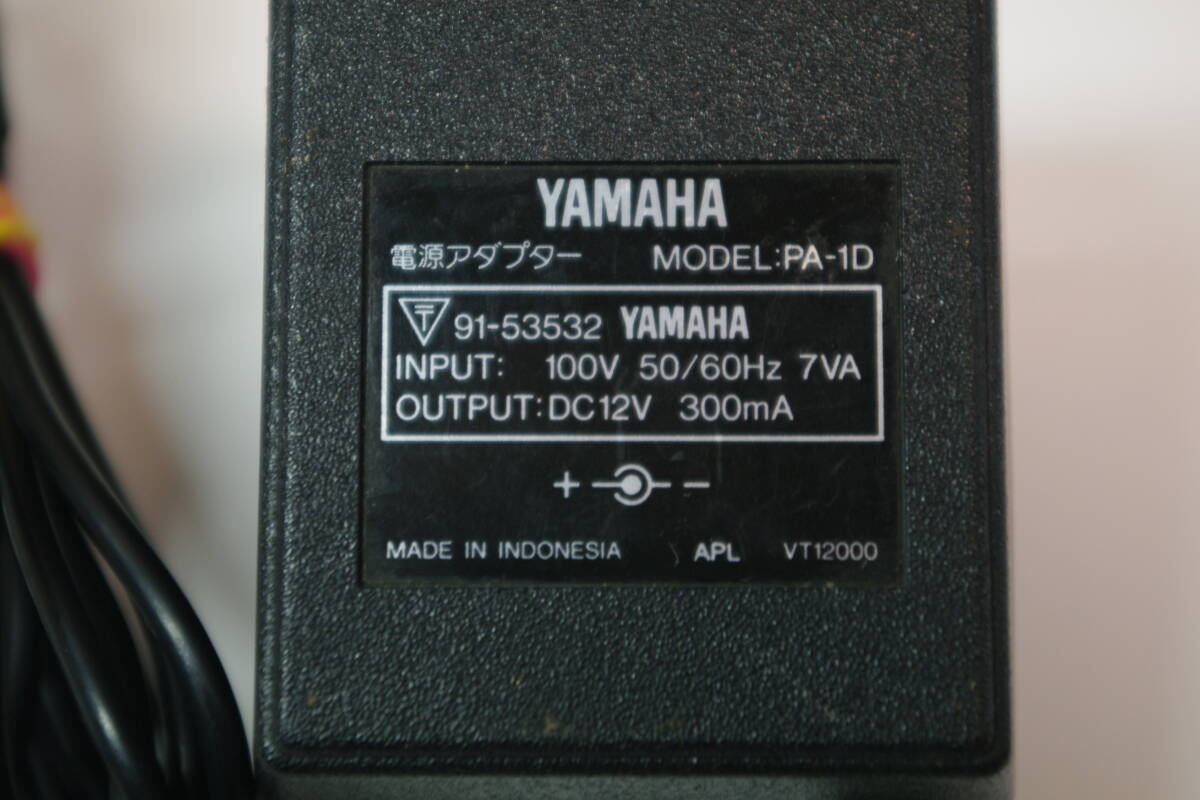 YAMAHA
電源アダプター MODEL:PA-1D
〒 91-53532 YAMAHA
INPUT: 100V 50/60Hz 7VA
OUTPUT:DC12V 300mA
+ −
MADE IN INDONESIA APL VT12000